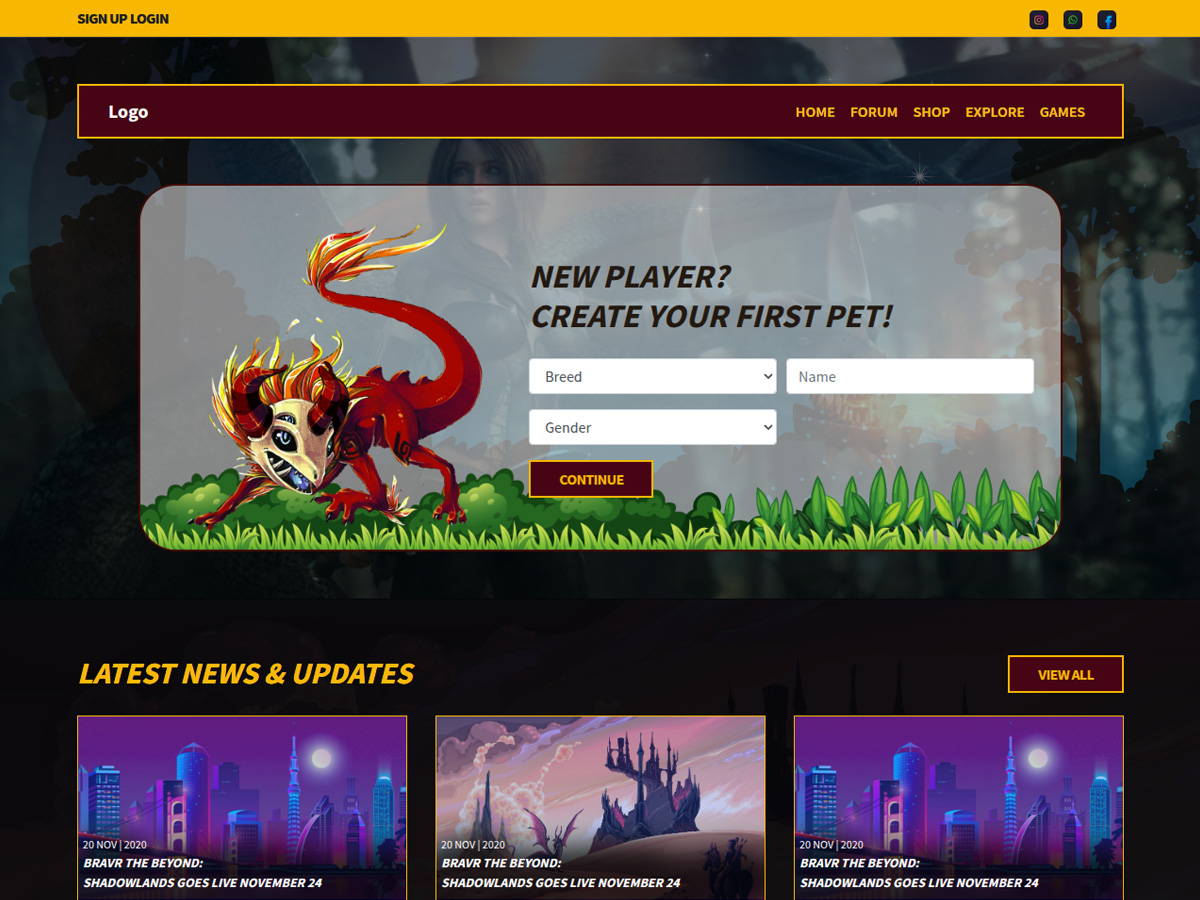 SIGN UP LOGIN
Logo
HOME FORUM SHOP EXPLORE GAMES
NEW PLAYER?
CREATE YOUR FIRST PET!
Breed
Name
Gender
CONTINUE
LATEST NEWS & UPDATES
VIEW ALL
20 NOV | 2020
BRAVR THE BEYOND:
SHADOWLANDS GOES LIVE NOVEMBER 24
20 NOV | 2020
BRAVR THE BEYOND:
SHADOWLANDS GOES LIVE NOVEMBER 24
20 NOV | 2020
BRAVR THE BEYOND:
SHADOWLANDS GOES LIVE NOVEMBER 24